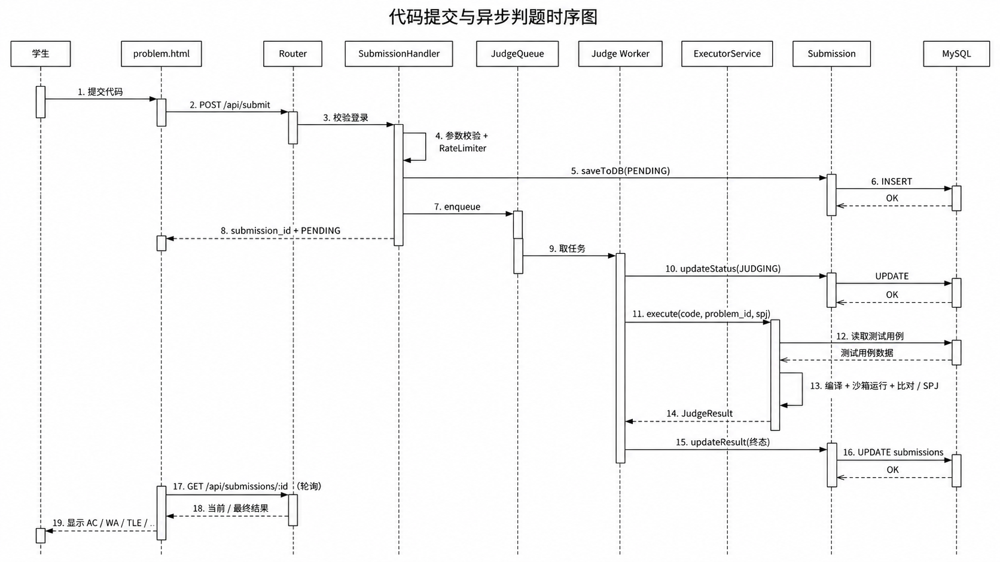 代码提交与异步判题时序图
学生
problem.html
Router
SubmissionHandler
JudgeQueue
Judge Worker
ExecutorService
Submission
MySQL
1. 提交代码
2. POST /api/submit
3. 校验登录
4. 参数校验 +
RateLimiter
5. saveToDB(PENDING)
6. INSERT
OK
7. enqueue
8. submission_id + PENDING
9. 取任务
10. updateStatus(JUDGING)
UPDATE
OK
11. execute(code, problem_id, spj)
12. 读取测试用例
测试用例数据
13. 编译 + 沙箱运行 + 比对 / SPJ
14. JudgeResult
15. updateResult(终态)
16. UPDATE submissions
OK
17. GET /api/submissions/:id （轮询）
18. 当前 / 最终结果
19. 显示 AC / WA / TLE / ..